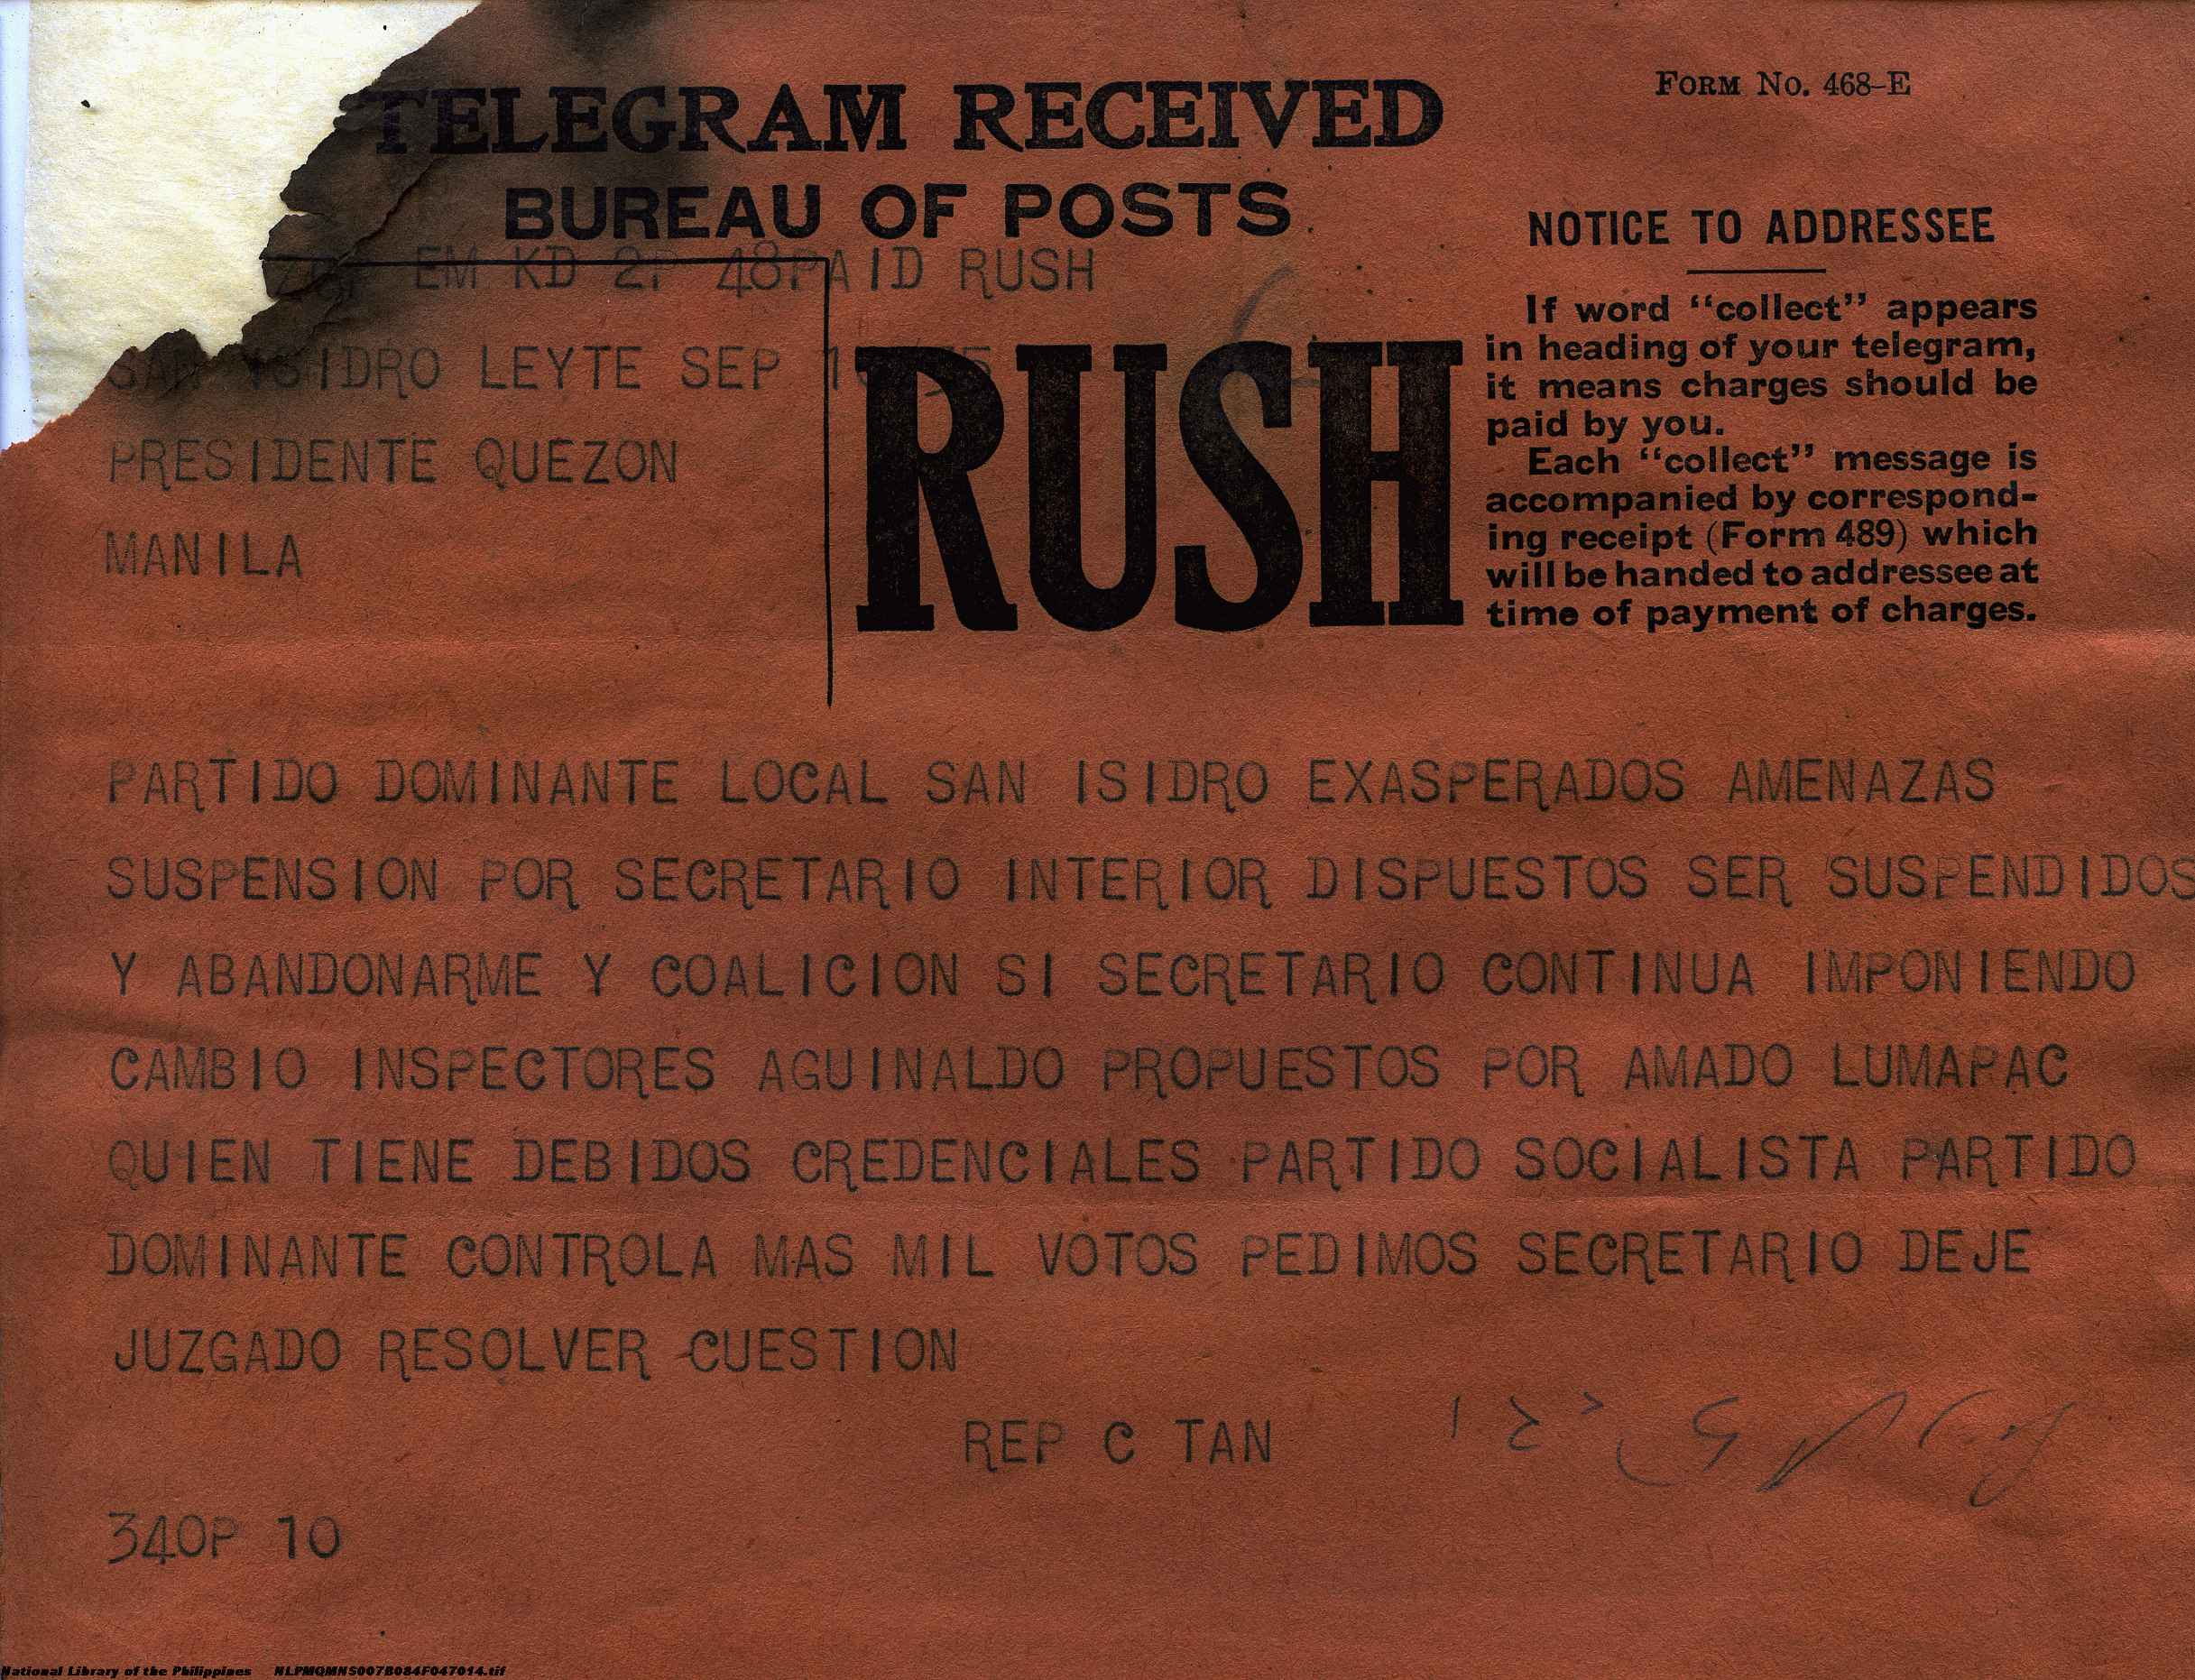 FORM NO. 468-E
TELEGRAM RECEIVED
BUREAU OF POSTS
NOTICE TO ADDRESSEE
If word "collect" appears
in heading of your telegram,
it means charges should be
paid by you.
Each "collect" message is
accompanied by correspond-
ing receipt (Form 489) which
will be handed to addressee at
time of payment of charges.
RUSH
EM KD 2P 48PAID RUSH
SAN ISIDRO LEYTE SEP
PRESIDENTE QUEZON
MANILA
PARTIDO DOMINANTE LOCAL SAN ISIDRO EXASPERADOS AMENAZAS
SUSPENSION POR SECRETARIO INTERIOR DISPUESTOS SER SUSPENDIDOS
Y ABANDONARME Y COALICION SI SECRETARIO CONTINUA IMPONIENDO
CAMBIO INSPECTORES AGUINALDO PROPUESTOS POR AMADO LUMAPAC
QUIEN TIENE DEBIDOS CREDENCIALES PARTIDO SOCIALISTA PARTIDO
DOMINANTE CONTROLA MAS MIL VOTOS PEDIMOS SECRETARIO DEJE
JUZGADO RESOLVER CUESTION
REP C TAN
340P 10
National Library of the Philippines NLPMQMNS007B084F047014.tif